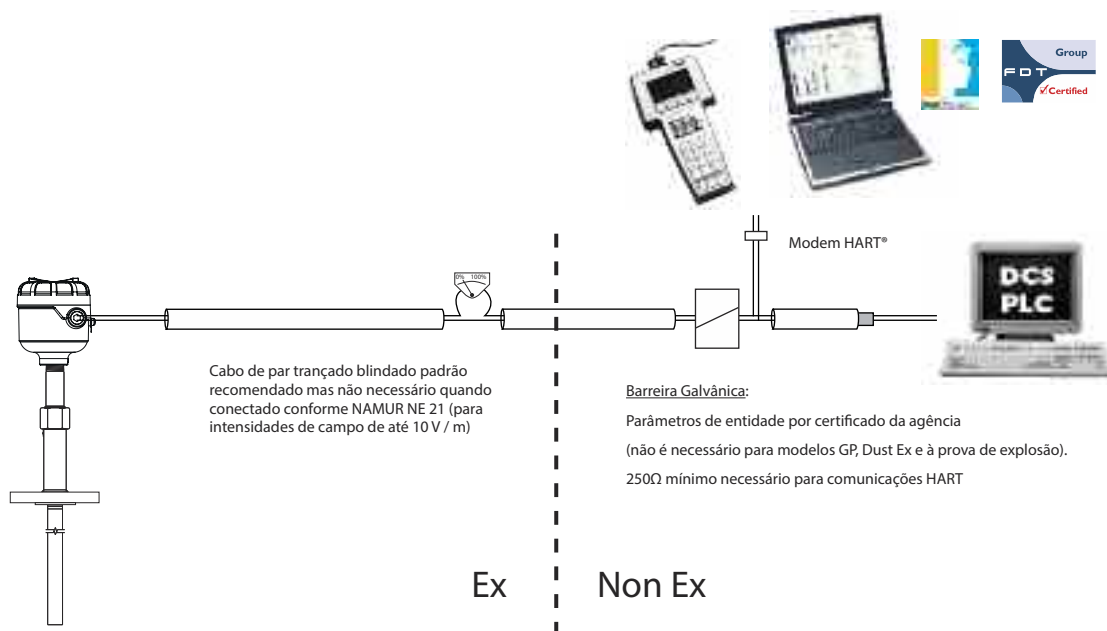 Group
FDT
✓Certified
Modem HART®
0% 100%
DCS
PLC
Cabo de par trançado blindado padrão
recomendado mas não necessário quando
conectado conforme NAMUR NE 21 (para
intensidades de campo de até 10 V / m)
Barreira Galvânica:
Parâmetros de entidade por certificado da agência
(não é necessário para modelos GP, Dust Ex e à prova de explosão).
250Ω mínimo necessário para comunicações HART
Ex
Non Ex